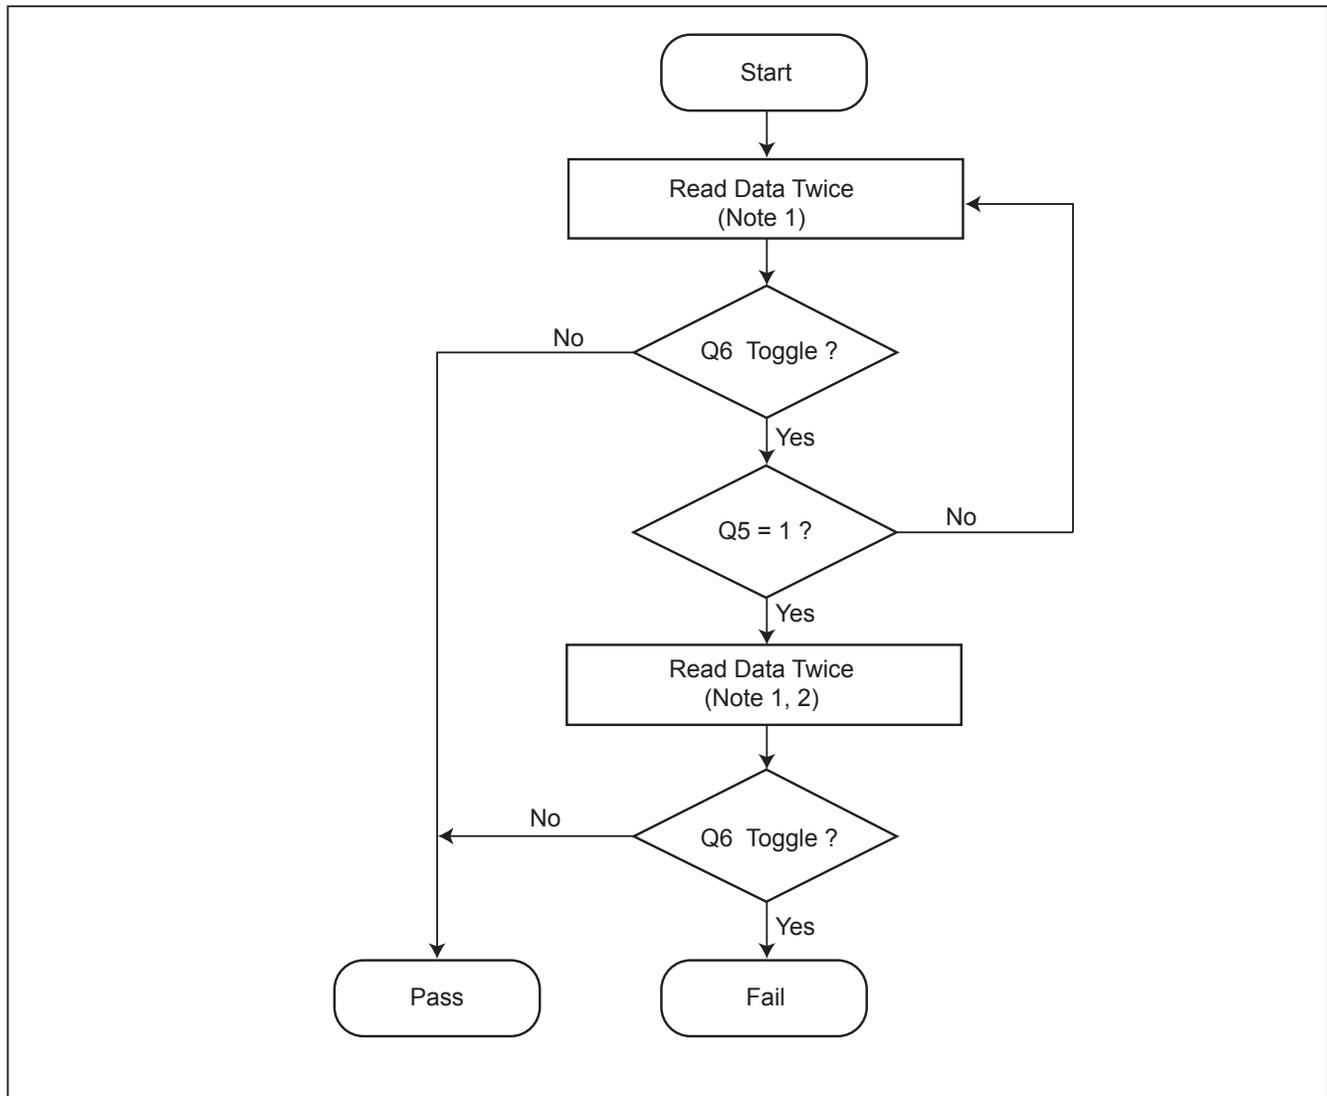 Start
Read Data Twice
(Note 1)
No
Q6 Toggle ?
Yes
Q5 = 1 ?
No
Yes
Read Data Twice
(Note 1, 2)
No
Q6 Toggle ?
Yes
Pass
Fail